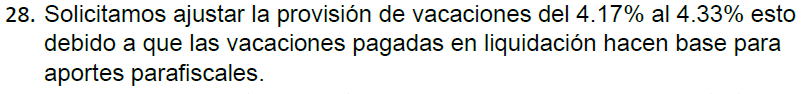 28. Solicitamos ajustar la provisión de vacaciones del 4.17% al 4.33% esto
debido a que las vacaciones pagadas en liquidación hacen base para
aportes parafiscales.